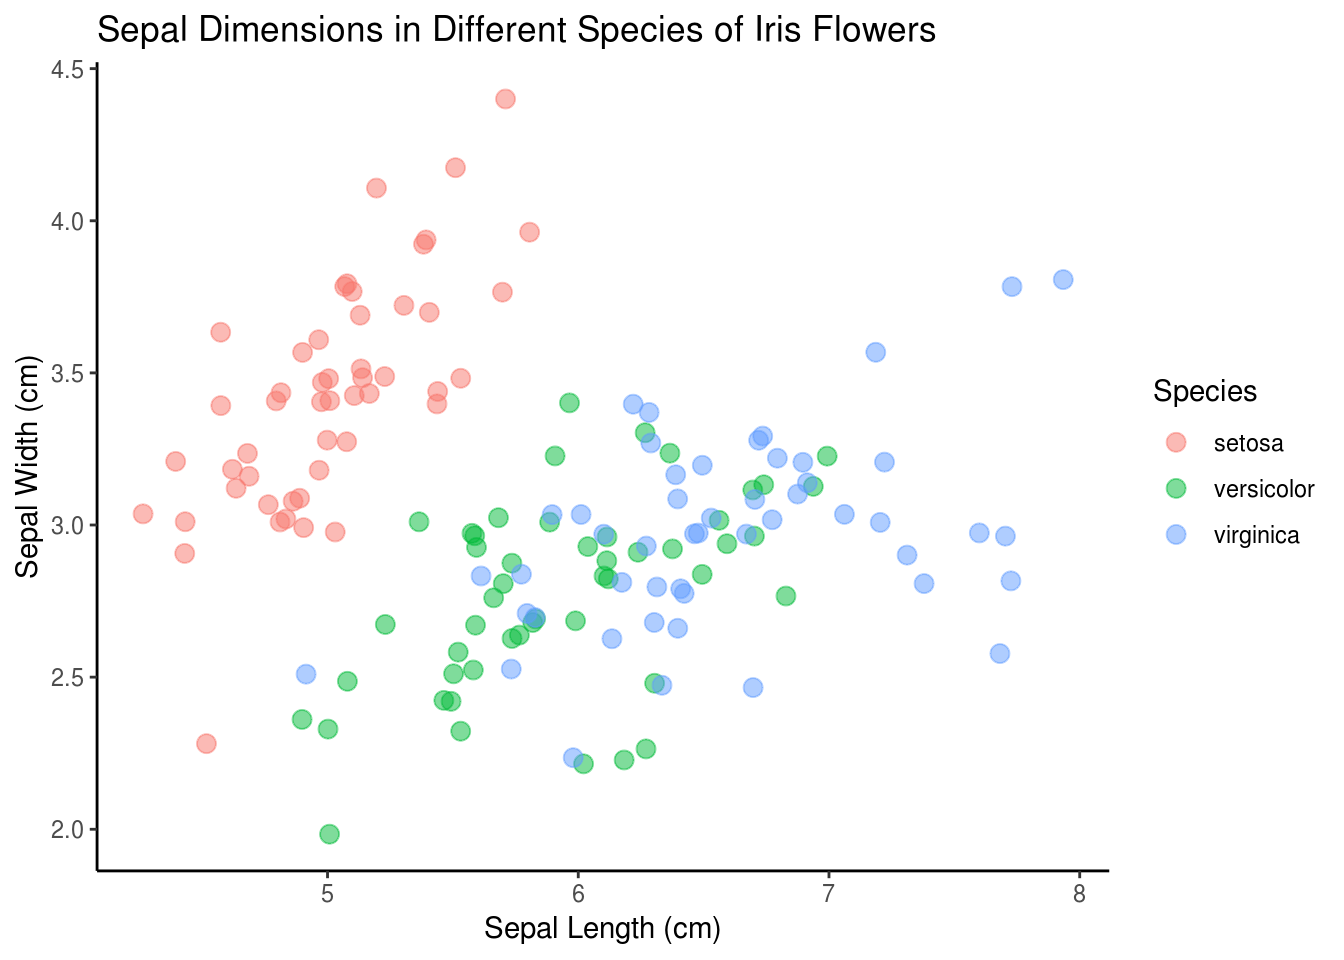 Sepal Dimensions in Different Species of Iris Flowers
4.5
4.0
3.5
3.0
2.5
2.0
Sepal Width (cm)
5 6 7 8
Sepal Length (cm)
Species
setosa
versicolor
virginica